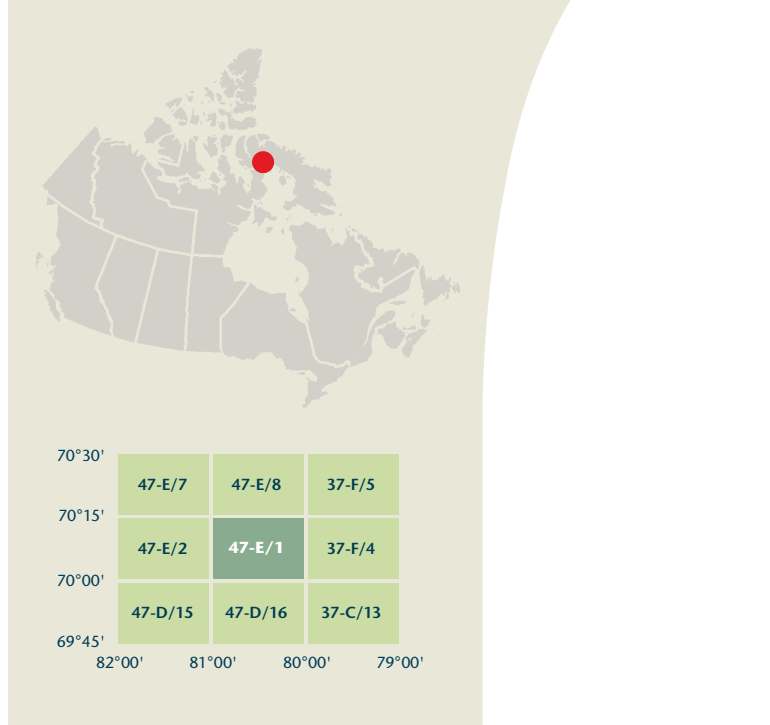 70°30'
47-E/7 47-E/8 37-F/5
70°15'
47-E/2 47-E/1 37-F/4
70°00'
47-D/15 47-D/16 37-C/13
69°45'
82°00' 81°00' 80°00' 79°00'